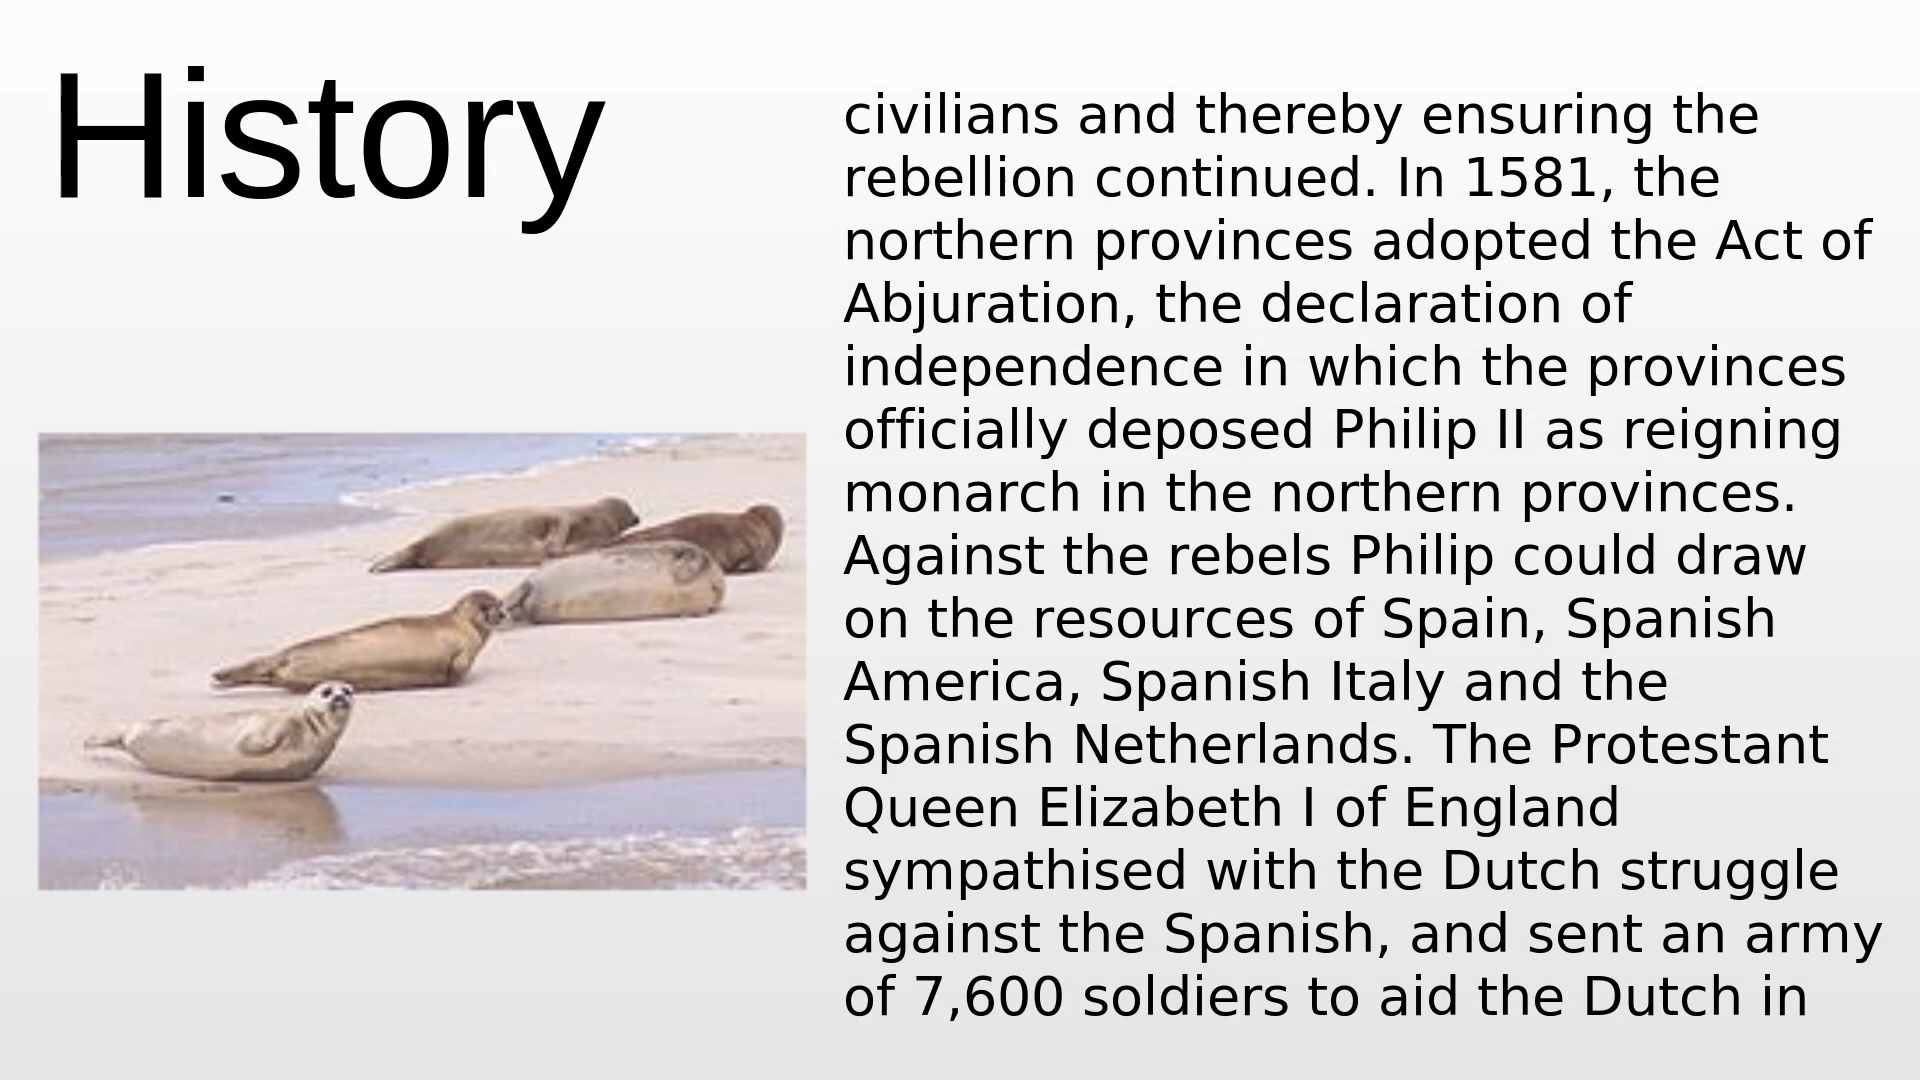 History
civilians and thereby ensuring the
rebellion continued. In 1581, the
northern provinces adopted the Act of
Abjuration, the declaration of
independence in which the provinces
officially deposed Philip II as reigning
monarch in the northern provinces.
Against the rebels Philip could draw
on the resources of Spain, Spanish
America, Spanish Italy and the
Spanish Netherlands. The Protestant
Queen Elizabeth I of England
sympathised with the Dutch struggle
against the Spanish, and sent an army
of 7,600 soldiers to aid the Dutch in